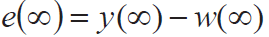 e(∞) = y(∞) − w(∞)